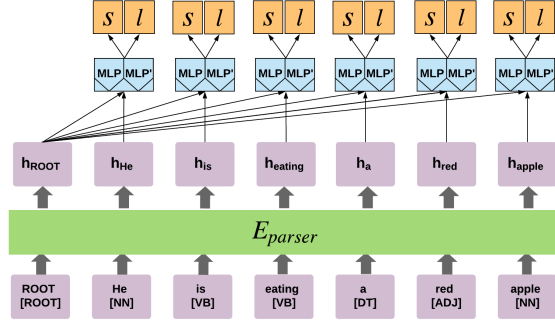 s l s l s l s l s l s l
MLP MLP' MLP MLP' MLP MLP' MLP MLP' MLP MLP' MLP MLP'
hROOT hHe his heating ha hred happle
Eparser
ROOT He is eating a red apple
[ROOT] [NN] [VB] [VB] [DT] [ADJ] [NN]